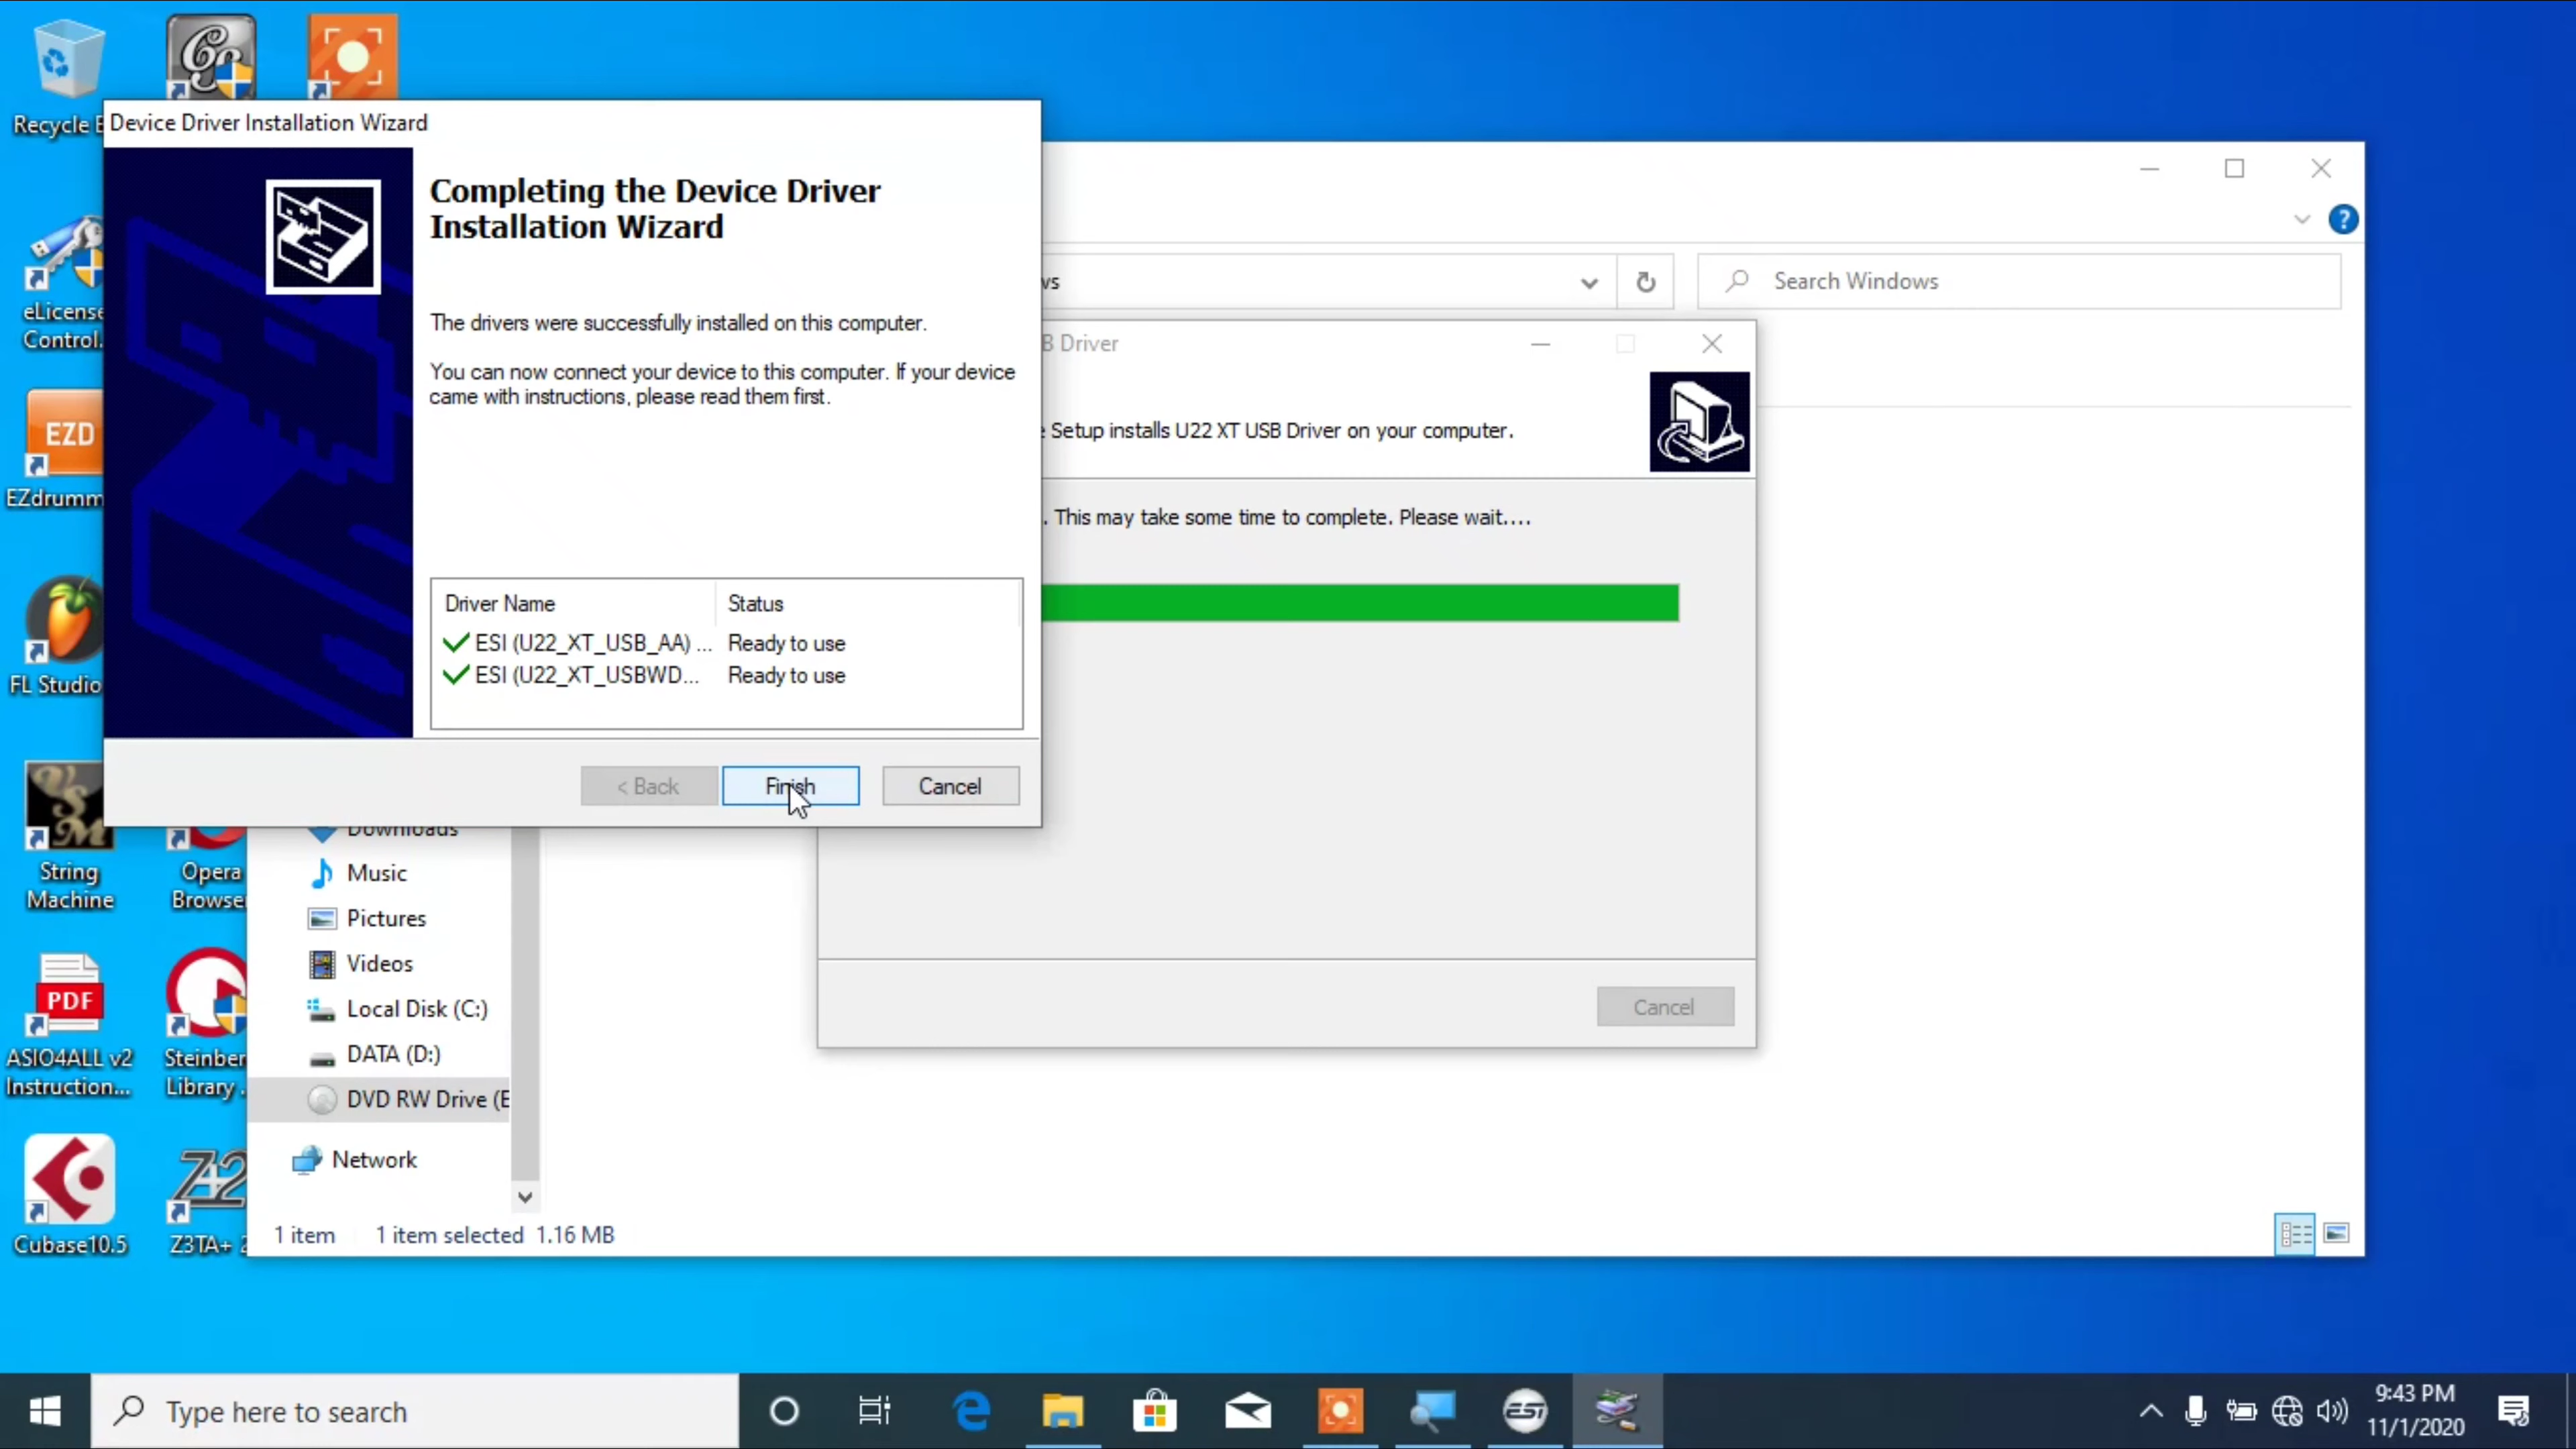 Recycle B
Device Driver Installation Wizard
Completing the Device Driver
Installation Wizard
The drivers were successfully installed on this computer.
You can now connect your device to this computer. If your device
came with instructions, please read them first.
Driver Name Status
ESI (U22_XT_USB_AA) ... Ready to use
ESI (U22_XT_USBWD... Ready to use
< Back Finish Cancel
ws
Search Windows
?
B Driver
e Setup installs U22 XT USB Driver on your computer.
. This may take some time to complete. Please wait....
Cancel
eLicense
Control.
EZD
EZdrumm
FL Studio
String
Machine
Opera
Browser
PDF
ASIO4ALL v2
Instruction...
Steinber
Library .
Cubase10.5
Z3TA+ 2
Downloads
Music
Pictures
Videos
Local Disk (C:)
DATA (D:)
DVD RW Drive (E
Network
1 item 1 item selected 1.16 MB
Type here to search
ESI
9:43 PM
11/1/2020